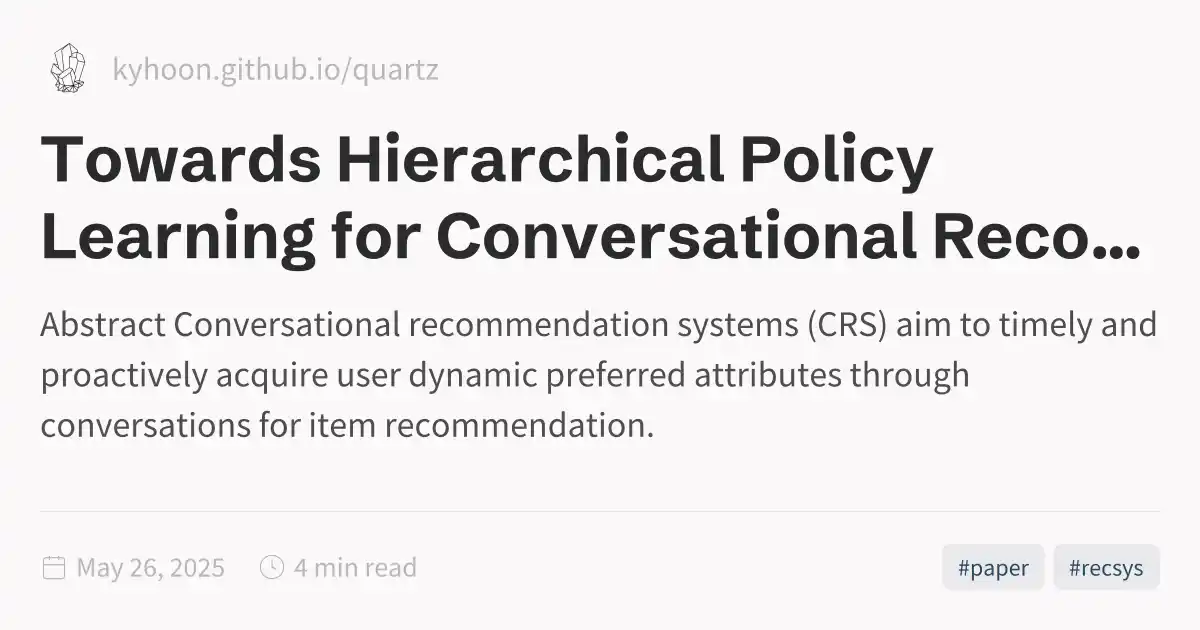 kyhoon.github.io/quartz
Towards Hierarchical Policy
Learning for Conversational Reco...
Abstract Conversational recommendation systems (CRS) aim to timely and
proactively acquire user dynamic preferred attributes through
conversations for item recommendation.
May 26, 2025 4 min read #paper #recsys